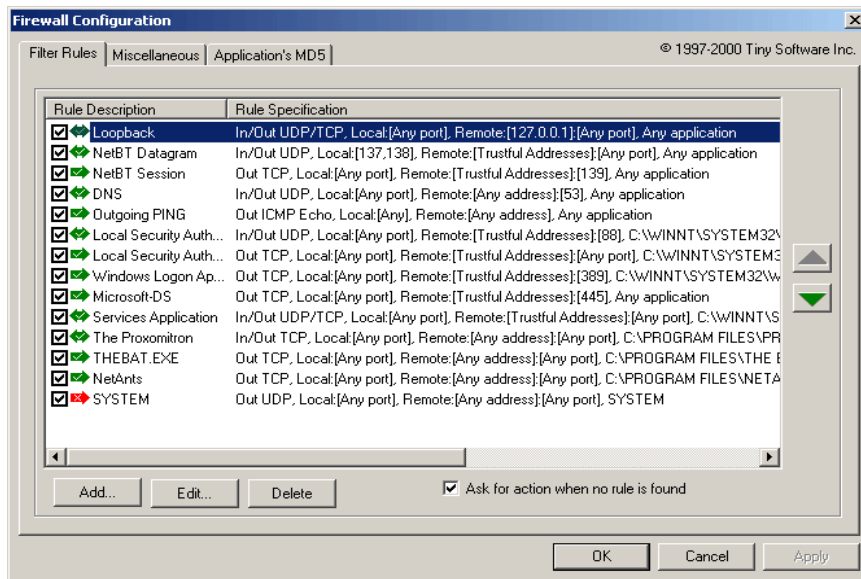 Firewall Configuration
Filter Rules Miscellaneous Application's MD5 © 1997-2000 Tiny Software Inc.
Rule Description Rule Specification
Loopback In/Out UDP/TCP, Local:[Any port], Remote:[127.0.0.1]:[Any port], Any application
NetBT Datagram In/Out UDP, Local:[137,138], Remote:[Trustful Addresses]:[Any port], Any application
NetBT Session Out TCP, Local:[Any port], Remote:[Trustful Addresses]:[139], Any application
DNS In/Out UDP, Local:[Any port], Remote:[Any address]:[53], Any application
Outgoing PING Out ICMP Echo, Local:[Any], Remote:[Any address], Any application
Local Security Auth... In/Out UDP, Local:[Any port], Remote:[Trustful Addresses]:[88], C:\WINNT\SYSTEM32\
Local Security Auth... Out TCP, Local:[Any port], Remote:[Trustful Addresses]:[Any port], C:\WINNT\SYSTEM3
Windows Logon Ap... Out TCP, Local:[Any port], Remote:[Trustful Addresses]:[389], C:\WINNT\SYSTEM32\W
Microsoft-DS Out TCP, Local:[Any port], Remote:[Trustful Addresses]:[445], Any application
Services Application In/Out UDP/TCP, Local:[Any port], Remote:[Trustful Addresses]:[Any port], C:\WINNT\S
The Proxomitron In/Out TCP, Local:[Any port], Remote:[Any address]:[Any port], C:\PROGRAM FILES\PR
THEBAT.EXE Out TCP, Local:[Any port], Remote:[Any address]:[Any port], C:\PROGRAM FILES\THE B
NetAnts Out TCP, Local:[Any port], Remote:[Any address]:[Any port], C:\PROGRAM FILES\NETA
SYSTEM Out UDP, Local:[Any port], Remote:[Any address]:[Any port], SYSTEM
Add... Edit... Delete Ask for action when no rule is found
OK Cancel Apply